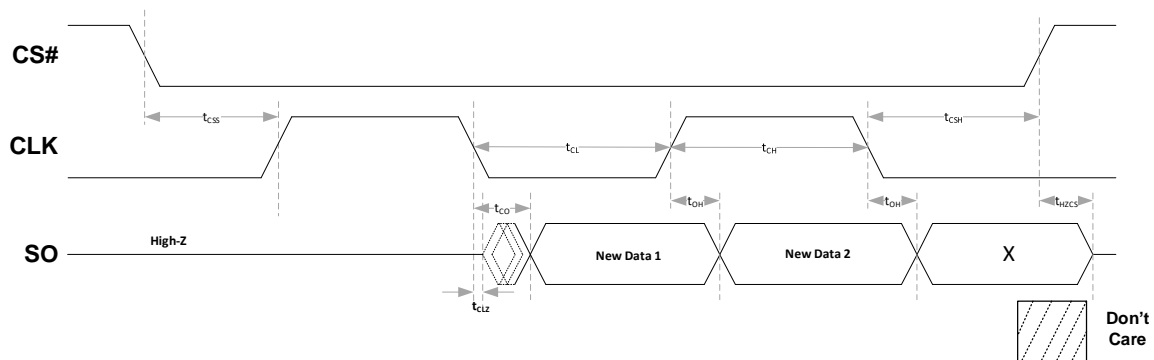 CS#
tCSS
tCSH
CLK
tCL
tCH
tCO
tOH
tOH
tHZCS
High-Z
SO
New Data 1
New Data 2
X
tCLZ
Don't
Care